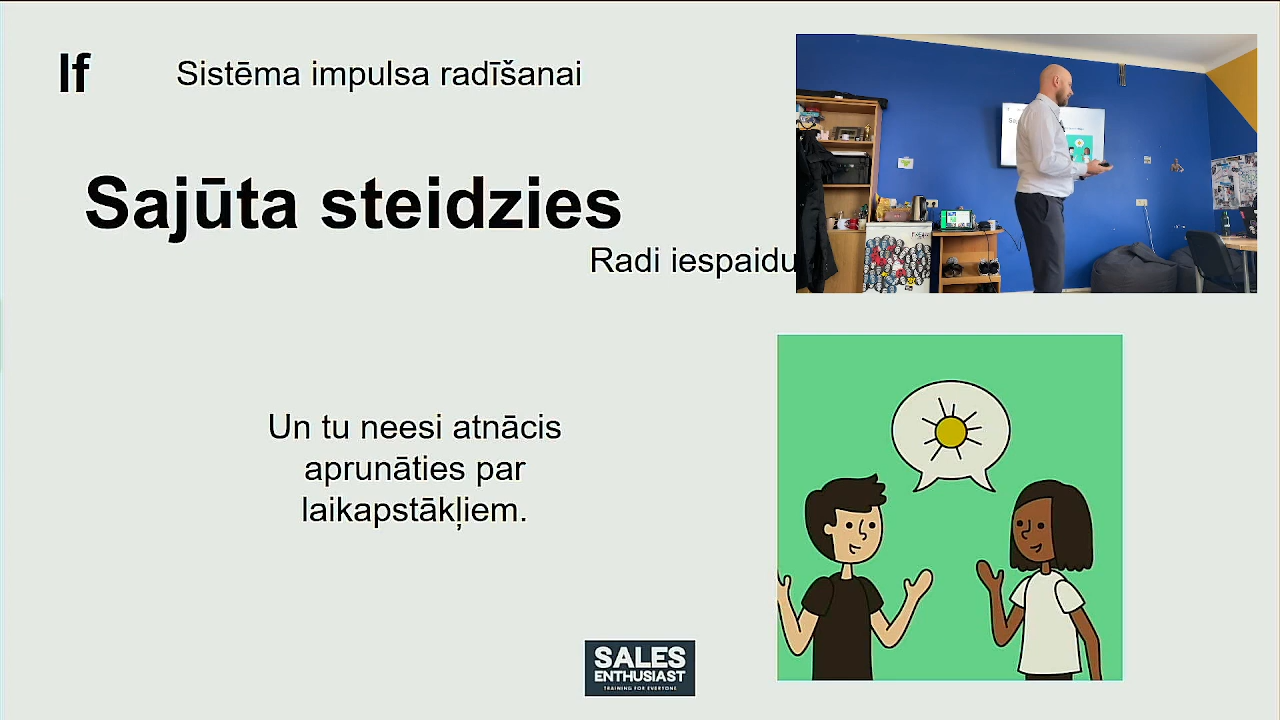 If
Sistēma impulsa radīšanai
Sajūta steidzies
Radi iespaidu
Un tu neesi atnācis
aprunāties par
laikapstākļiem.
SALES
ENTHUSIAST
TRAINING FOR EVERYONE